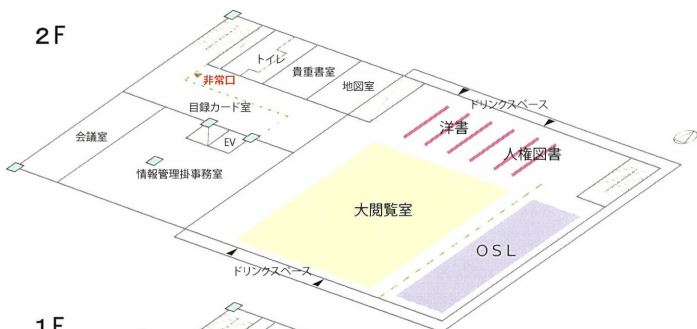 2F
トイレ
貴重書室
地図室
非常口
目録カード室
EV
会議室
情報管理掛事務室
ドリンクスペース
洋書
人権図書
大閲覧室
OSL
ドリンクスペース
1F